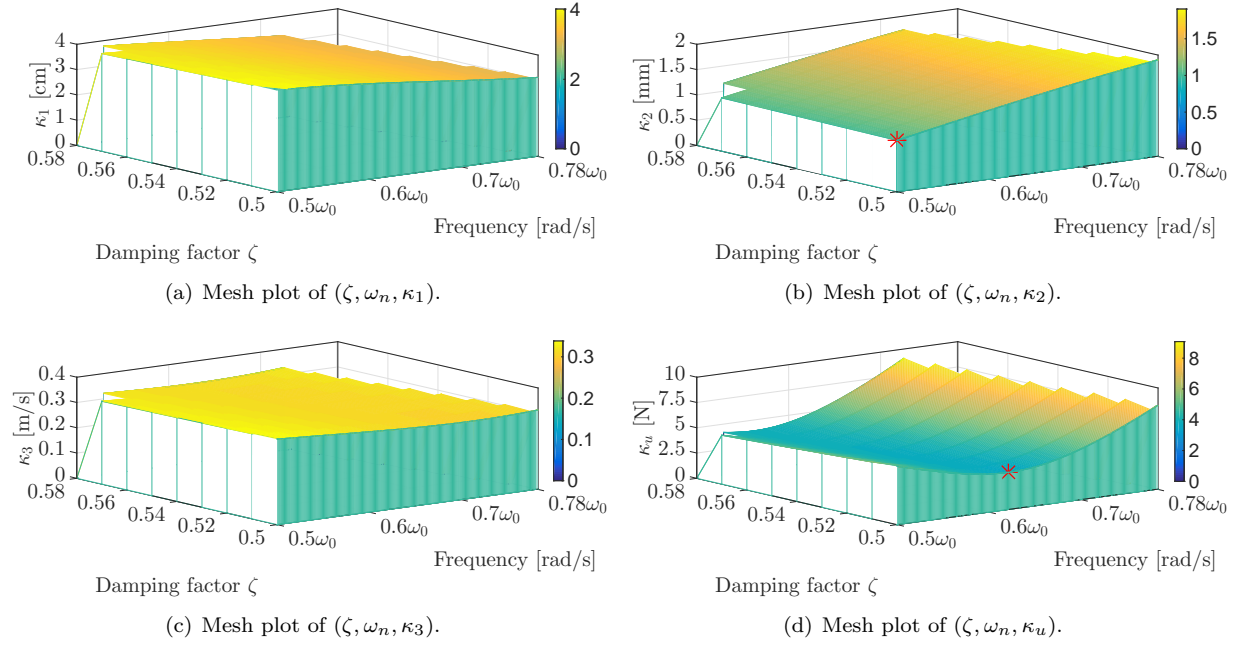 4
3
2
1
0
κ₁ [cm]
0.58
0.56
0.54
0.52
0.5
0.5ω₀
0.6ω₀
0.7ω₀
0.78ω₀
Damping factor ζ
Frequency [rad/s]
4
2
0
(a) Mesh plot of (ζ, ωₙ, κ₁).
2
1.5
1
0.5
0
κ₂ [mm]
0.58
0.56
0.54
0.52
0.5
0.5ω₀
0.6ω₀
0.7ω₀
0.78ω₀
Damping factor ζ
Frequency [rad/s]
1.5
1
0.5
0
(b) Mesh plot of (ζ, ωₙ, κ₂).
0.4
0.3
0.2
0.1
0
κ₃ [m/s]
0.58
0.56
0.54
0.52
0.5
0.5ω₀
0.6ω₀
0.7ω₀
0.78ω₀
Damping factor ζ
Frequency [rad/s]
0.3
0.2
0.1
0
(c) Mesh plot of (ζ, ωₙ, κ₃).
10
7.5
5
2.5
0
κᵤ [N]
0.58
0.56
0.54
0.52
0.5
0.5ω₀
0.6ω₀
0.7ω₀
0.78ω₀
Damping factor ζ
Frequency [rad/s]
8
6
4
2
0
(d) Mesh plot of (ζ, ωₙ, κᵤ).